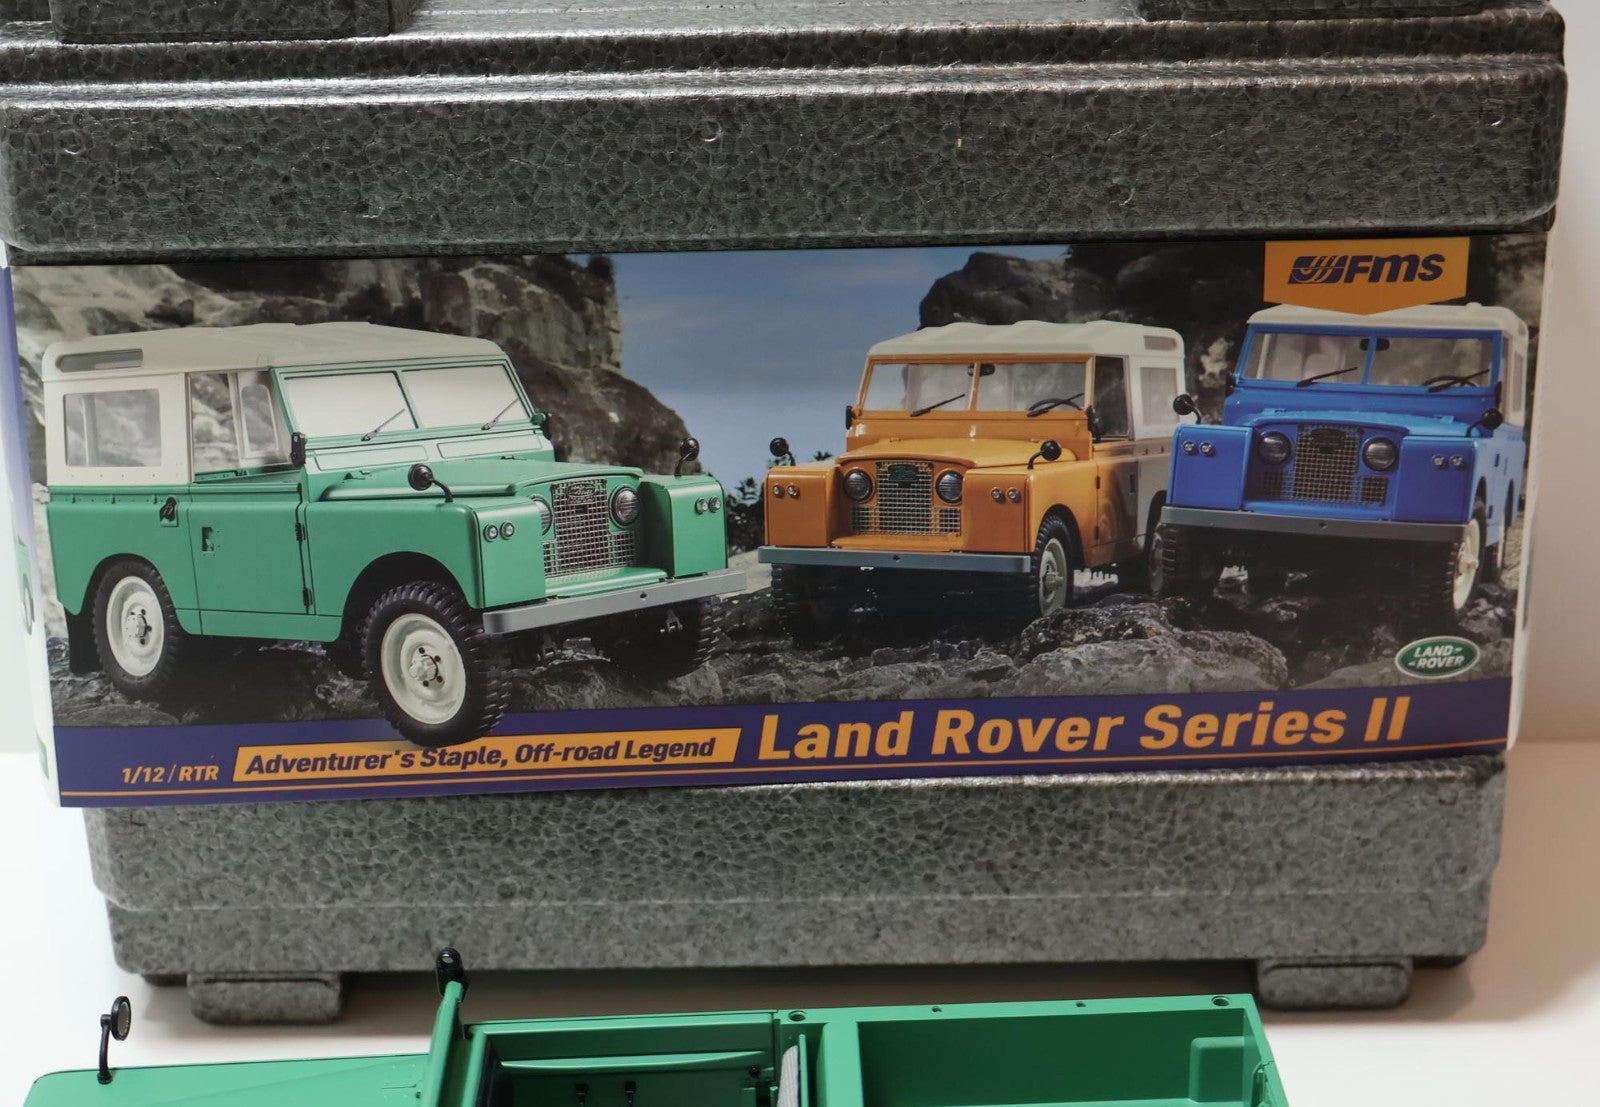 FMS
LAND-
-ROVER
1/12 / RTR
Adventurer's Staple, Off-road Legend
Land Rover Series II